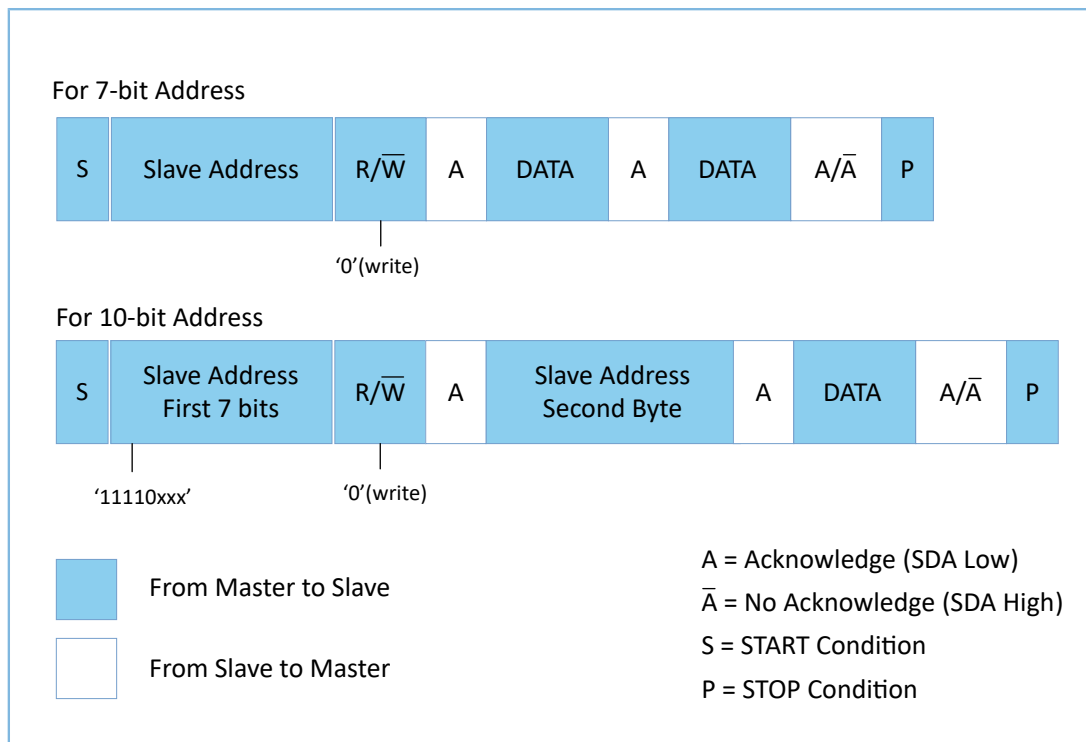 For 7-bit Address
S Slave Address R/W̅ A DATA A DATA A/A̅ P
‘0’(write)
For 10-bit Address
S Slave Address First 7 bits R/W̅ A Slave Address Second Byte A DATA A/A̅ P
‘11110xxx’ ‘0’(write)
From Master to Slave
From Slave to Master
A = Acknowledge (SDA Low)
A̅ = No Acknowledge (SDA High)
S = START Condition
P = STOP Condition